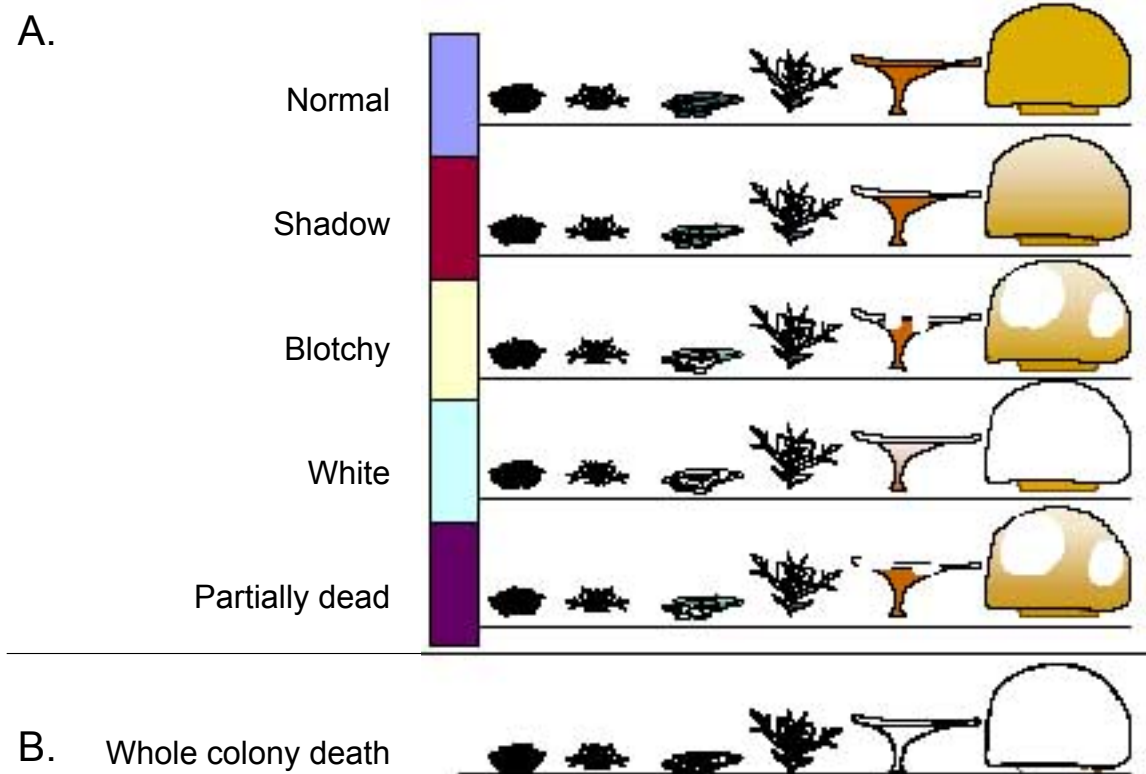 A.
Normal
Shadow
Blotchy
White
Partially dead
B. Whole colony death